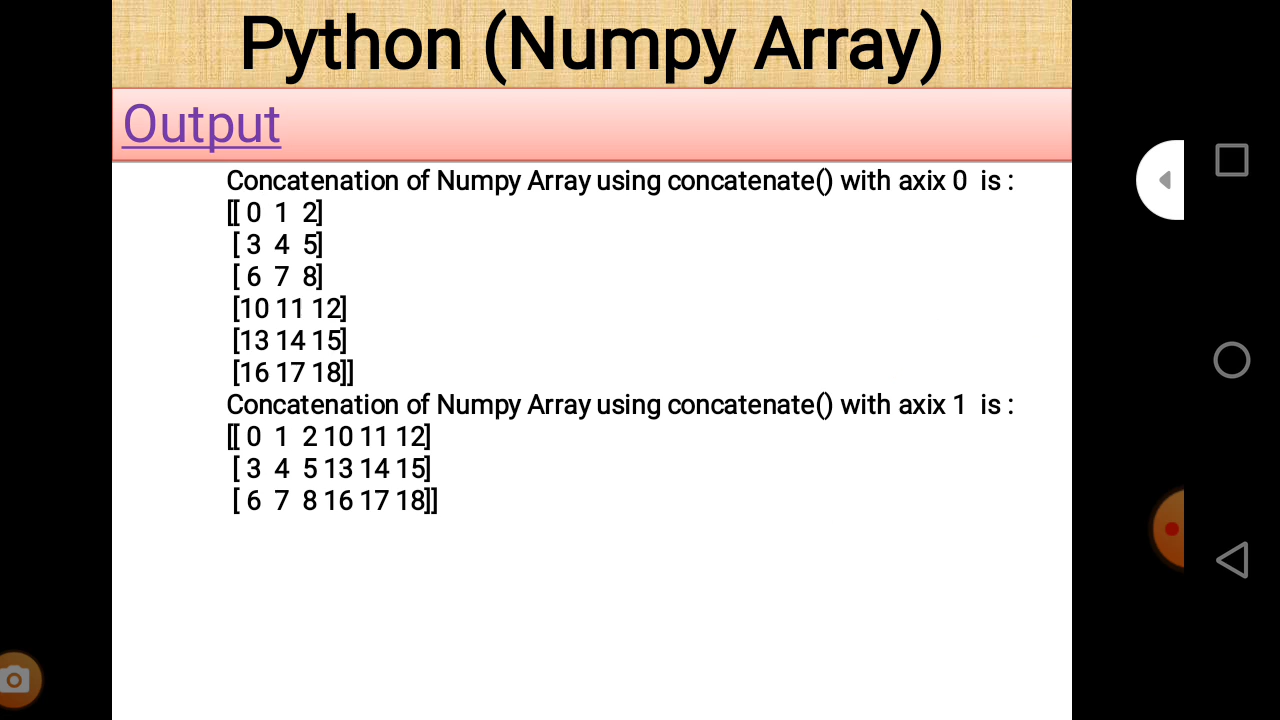 Python (Numpy Array)
Output
Concatenation of Numpy Array using concatenate() with axix 0  is :
[[ 0  1  2]
 [ 3  4  5]
 [ 6  7  8]
 [10 11 12]
 [13 14 15]
 [16 17 18]]
Concatenation of Numpy Array using concatenate() with axix 1  is :
[[ 0  1  2 10 11 12]
 [ 3  4  5 13 14 15]
 [ 6  7  8 16 17 18]]